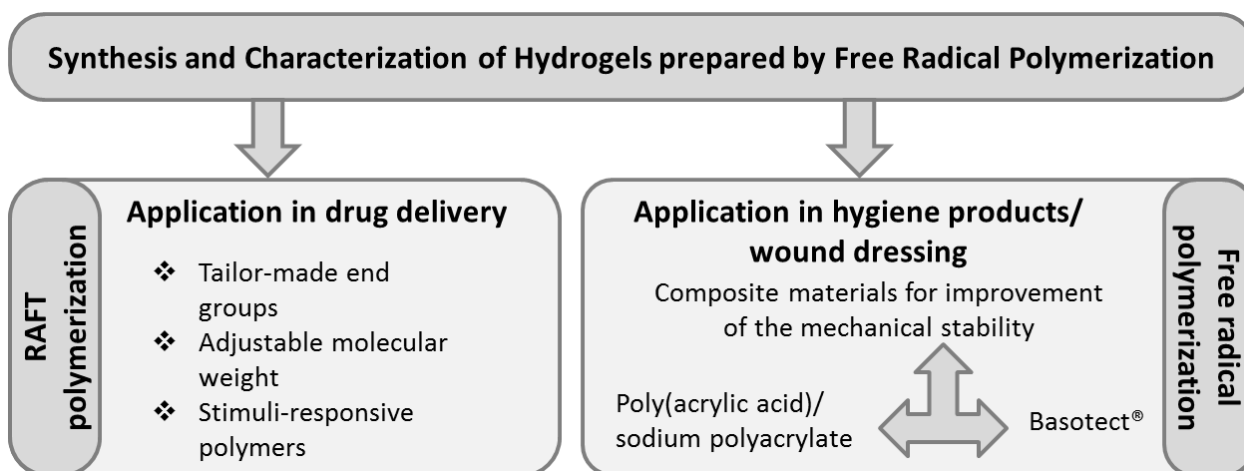 Synthesis and Characterization of Hydrogels prepared by Free Radical Polymerization
RAFT
polymerization
Application in drug delivery
❖ Tailor-made end
groups
❖ Adjustable molecular
weight
❖ Stimuli-responsive
polymers
Application in hygiene products/
wound dressing
Composite materials for improvement
of the mechanical stability
Poly(acrylic acid)/
sodium polyacrylate
Basotect®
Free radical
polymerization